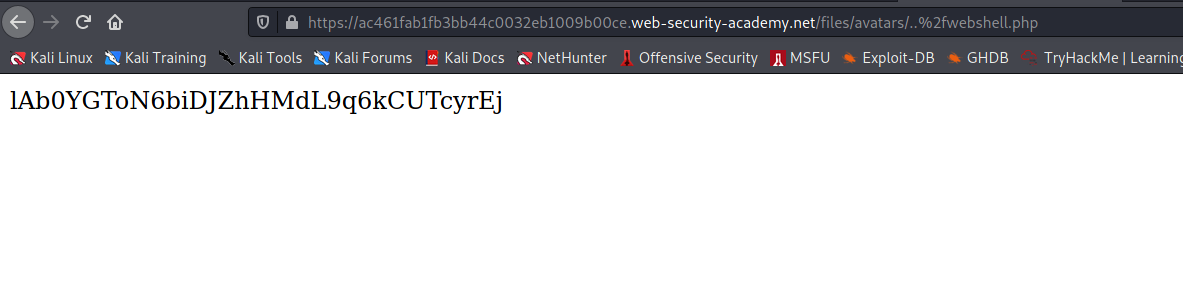 https://ac461fab1fb3bb44c0032eb1009b00ce.web-security-academy.net/files/avatars/..%2fwebshell.php
Kali Linux Kali Training Kali Tools Kali Forums Kali Docs NetHunter Offensive Security MSFU Exploit-DB GHDB TryHackMe | Learning
lAb0YGToN6biDJZhHMdL9q6kCUTcyrEj